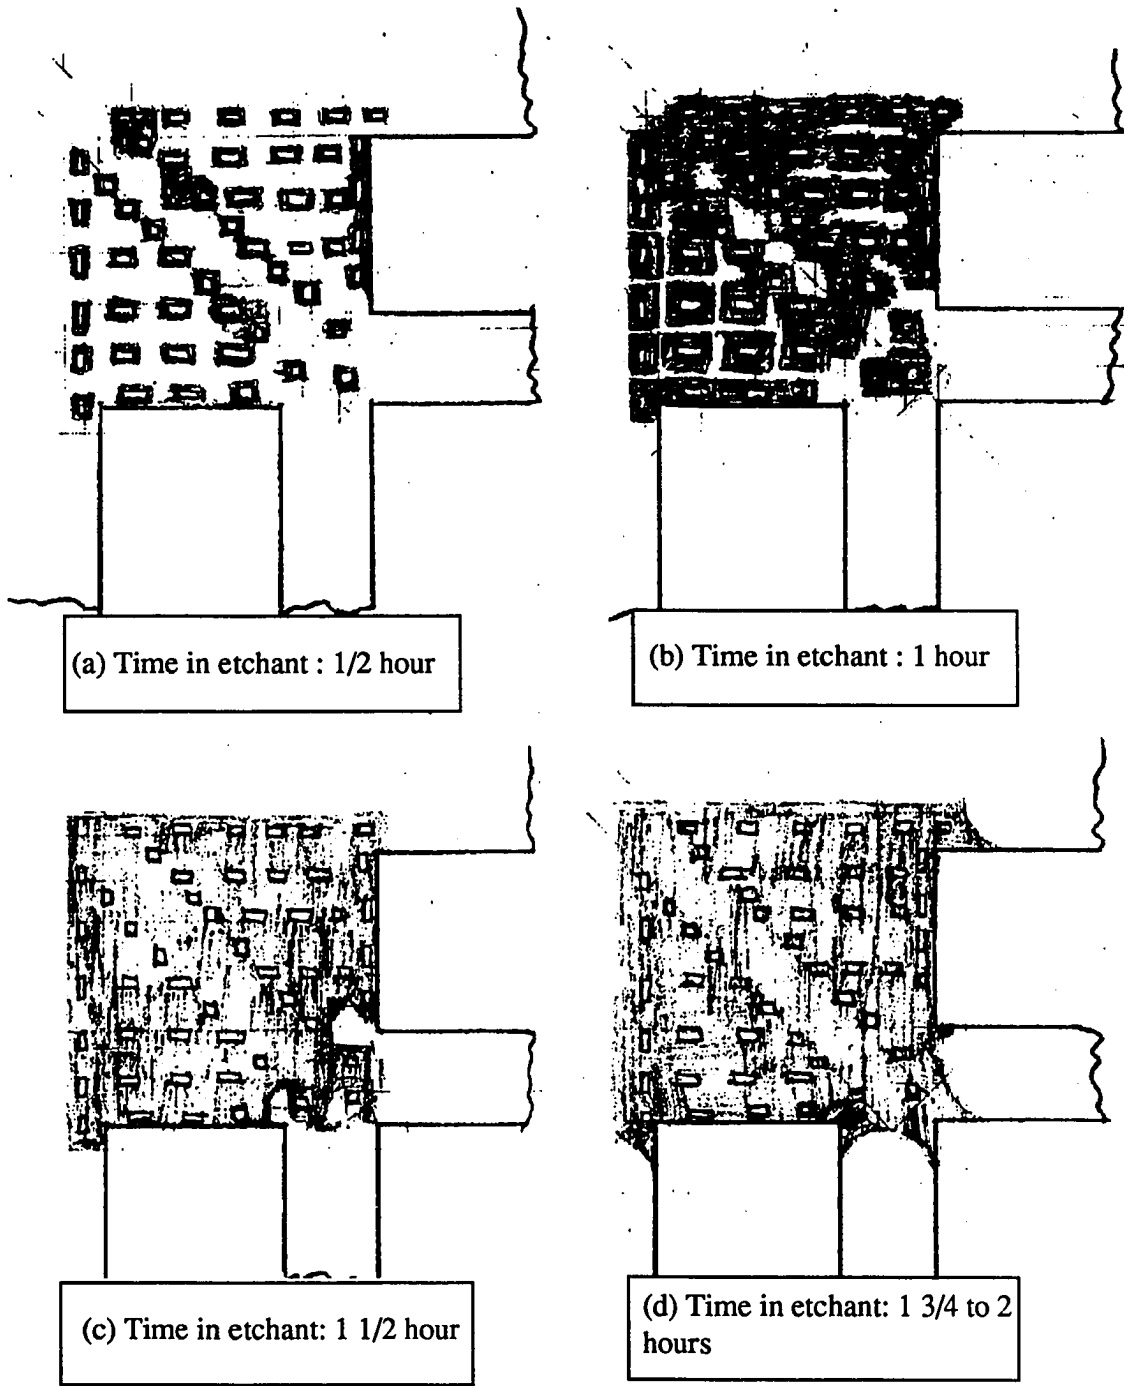 (a) Time in etchant : 1/2 hour
(b) Time in etchant : 1 hour
(c) Time in etchant: 1 1/2 hour
(d) Time in etchant: 1 3/4 to 2
hours